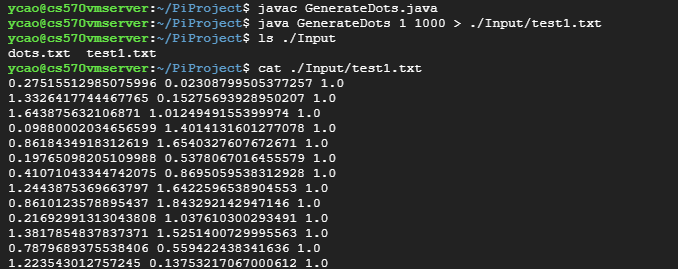 ycao@cs570vmserver:~/PiProject$ javac GenerateDots.java
ycao@cs570vmserver:~/PiProject$ java GenerateDots 1 1000 > ./Input/test1.txt
ycao@cs570vmserver:~/PiProject$ ls ./Input
dots.txt  test1.txt
ycao@cs570vmserver:~/PiProject$ cat ./Input/test1.txt
0.27515512985075996 0.02308799505377257 1.0
1.3326417744467765 0.15275693928950207 1.0
1.643875632106871 1.0124949155399974 1.0
0.09880002034656599 1.4014131601277078 1.0
0.8618434918312619 1.6540327607672671 1.0
0.19765098205109988 0.5378067016455579 1.0
0.41071043344742075 0.8695059538312928 1.0
1.2443875369663797 1.6422596538904553 1.0
0.8610123578895437 1.843292142947146 1.0
0.21692991313043808 1.037610300293491 1.0
1.3817854837837371 1.5251400729995563 1.0
0.7879689375538406 0.559422438341636 1.0
1.223543012757245 0.13753217067000612 1.0